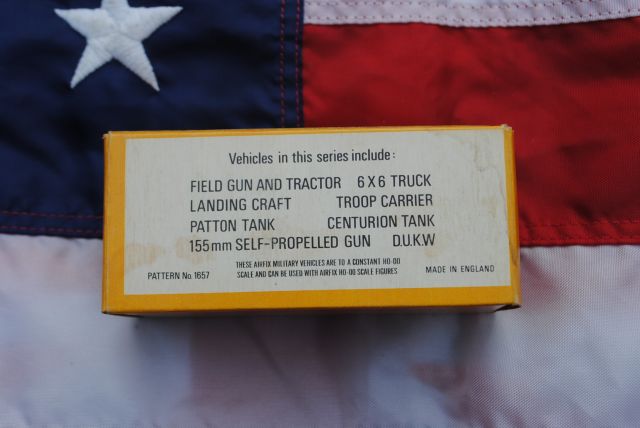 Vehicles in this series include:
FIELD GUN AND TRACTOR 6 X 6 TRUCK
LANDING CRAFT TROOP CARRIER
PATTON TANK CENTURION TANK
155mm SELF-PROPELLED GUN D.U.K.W
THESE AIRFIX MILITARY VEHICLES ARE TO A CONSTANT HO-OO
SCALE AND CAN BE USED WITH AIRFIX HO-OO SCALE FIGURES
PATTERN No. 1657 MADE IN ENGLAND